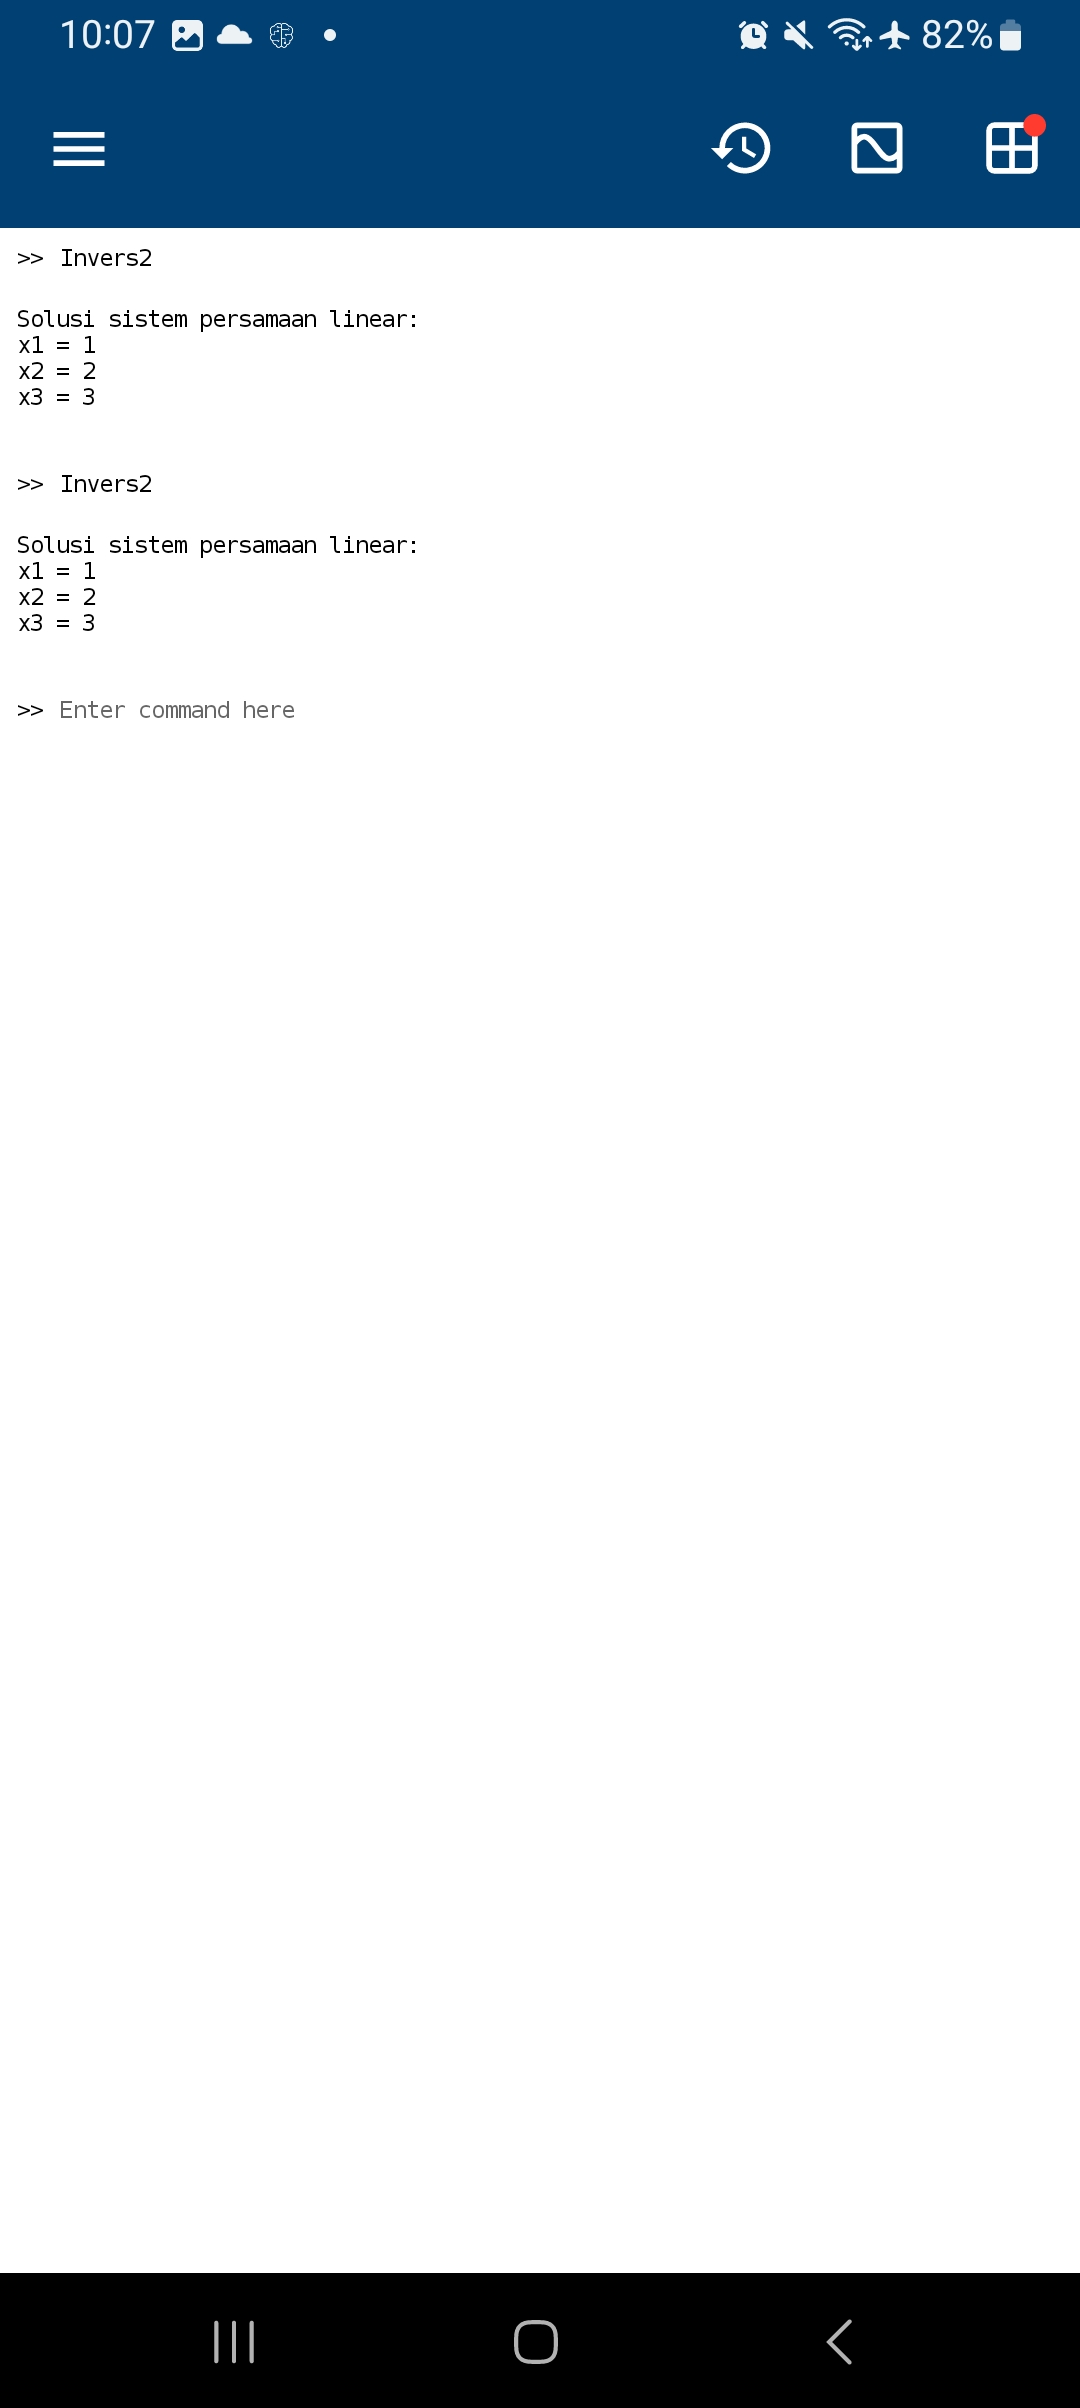 10:07
82%
>> Invers2
Solusi sistem persamaan linear:
x1 = 1
x2 = 2
x3 = 3
>> Invers2
Solusi sistem persamaan linear:
x1 = 1
x2 = 2
x3 = 3
>> Enter command here